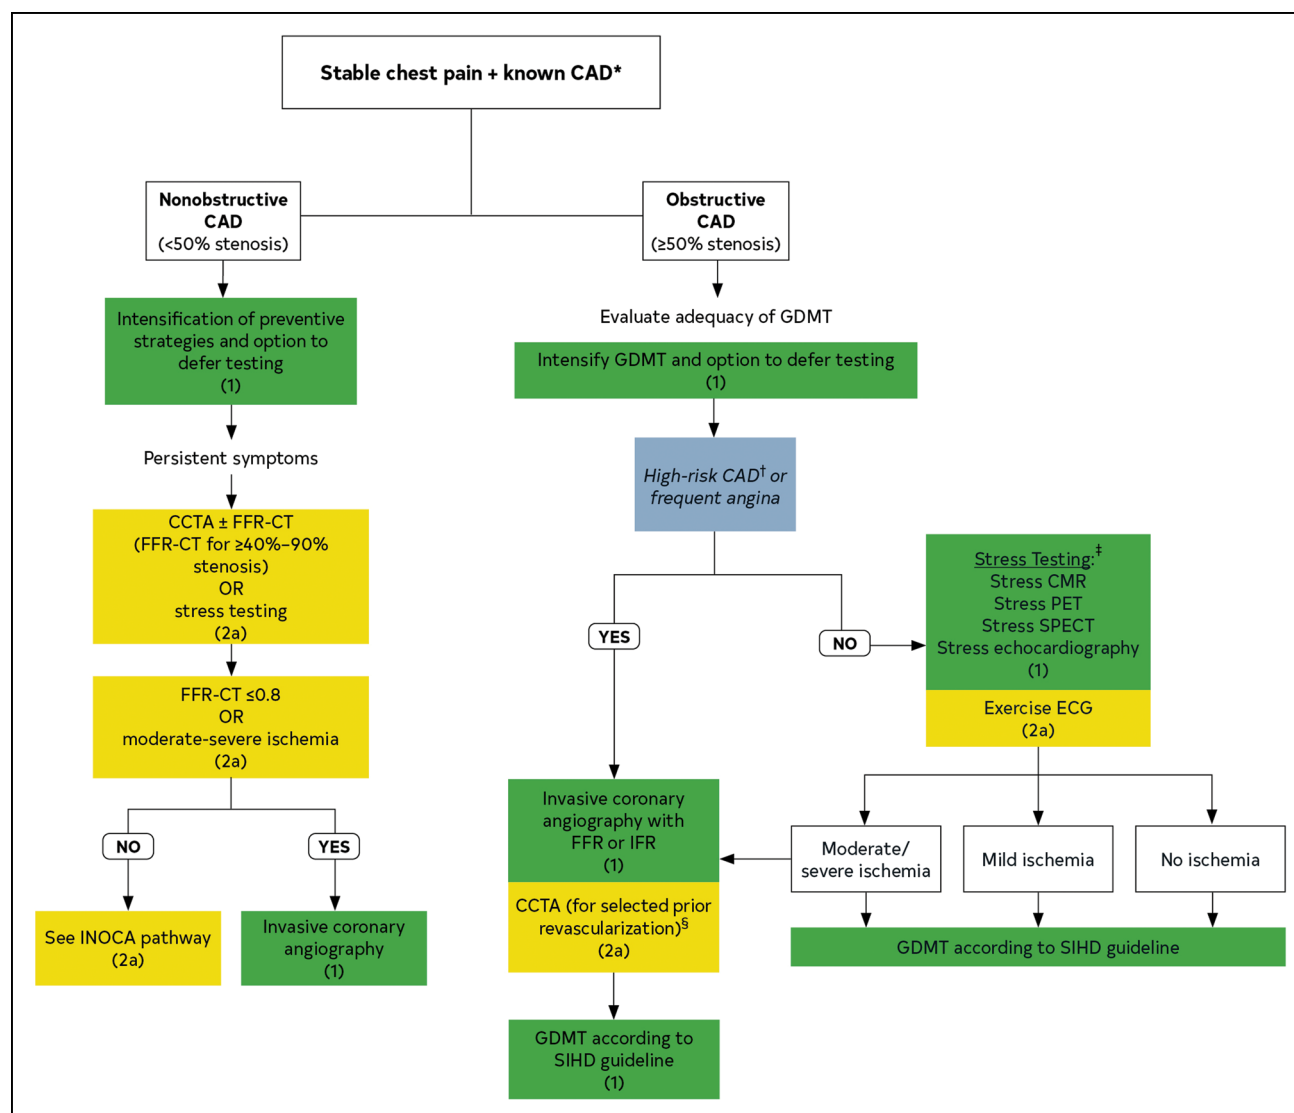 Stable chest pain + known CAD*
Nonobstructive
CAD
(<50% stenosis)
Obstructive
CAD
(≥50% stenosis)
Intensification of preventive
strategies and option to
defer testing
(1)
Evaluate adequacy of GDMT
Intensify GDMT and option to defer testing
(1)
Persistent symptoms
High-risk CAD† or
frequent angina
CCTA ± FFR-CT
(FFR-CT for ≥40%–90%
stenosis)
OR
stress testing
(2a)
YES
NO
Stress Testing:‡
Stress CMR
Stress PET
Stress SPECT
Stress echocardiography
(1)
Exercise ECG
(2a)
FFR-CT ≤0.8
OR
moderate-severe ischemia
(2a)
NO
YES
See INOCA pathway
(2a)
Invasive coronary
angiography
(1)
Invasive coronary
angiography with
FFR or IFR
(1)
CCTA (for selected prior
revascularization)§
(2a)
Moderate/
severe ischemia
Mild ischemia
No ischemia
GDMT according to SIHD guideline
GDMT according to
SIHD guideline
(1)